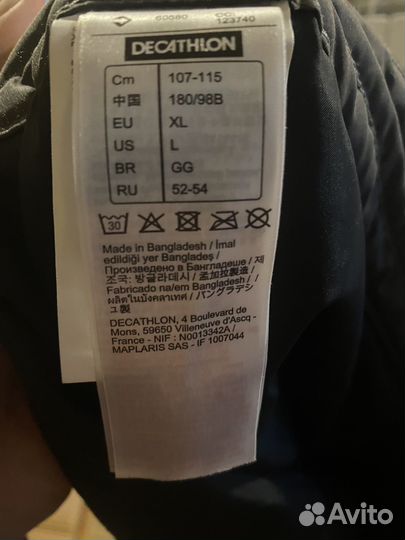 123740
DECATHLON
Cm 107-115
中国 180/98B
EU XL
US L
BR GG
RU 52-54
30
Made in Bangladesh / İmal
edildiği yer Bangladeş /
Произведено в Бангладеше / 제
조국: 방글라데시 / 孟加拉製造 /
Fabricado na/em Bangladesh /
ผลิตในบังคลาเทศ / バングラデシ
ュ製
DECATHLON, 4 Boulevard de
Mons, 59650 Villeneuve d'Ascq -
France - NIF : N0013342A /
MAPLARIS SAS - IF 1007044
Avito